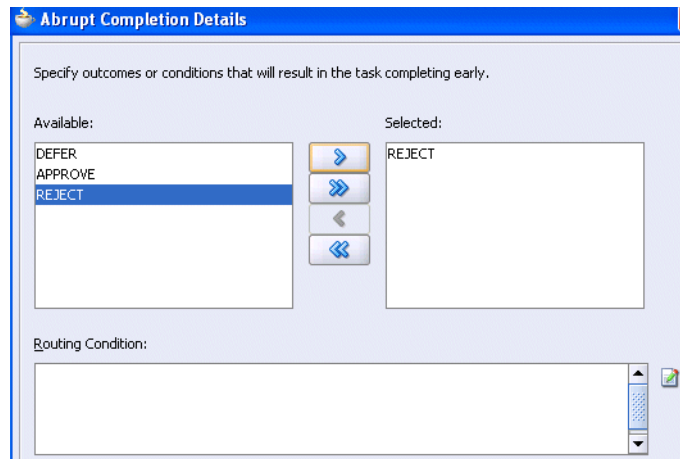 Abrupt Completion Details
Specify outcomes or conditions that will result in the task completing early.
Available:
DEFER
APPROVE
REJECT
Selected:
REJECT
Routing Condition: